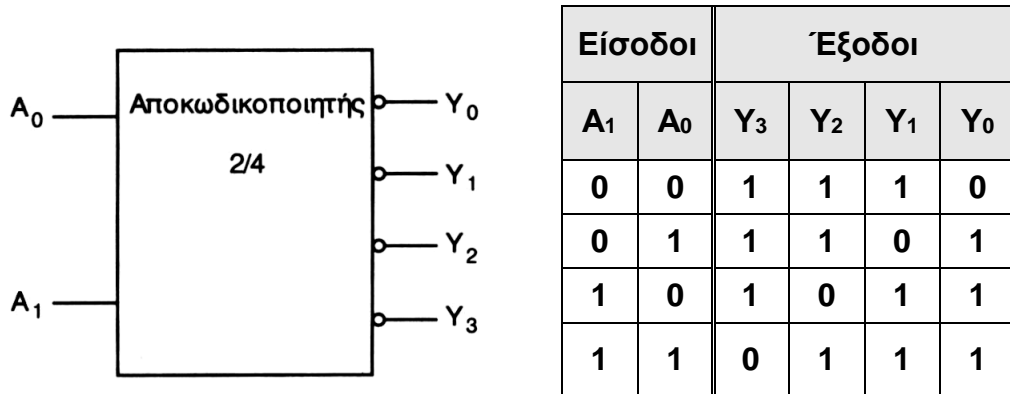 A0 Αποκωδικοποιητής Y0
2/4
Y1
Y2
A1 Y3
Είσοδοι Έξοδοι
A1 A0 Y3 Y2 Y1 Y0
0 0 1 1 1 0
0 1 1 1 0 1
1 0 1 0 1 1
1 1 0 1 1 1